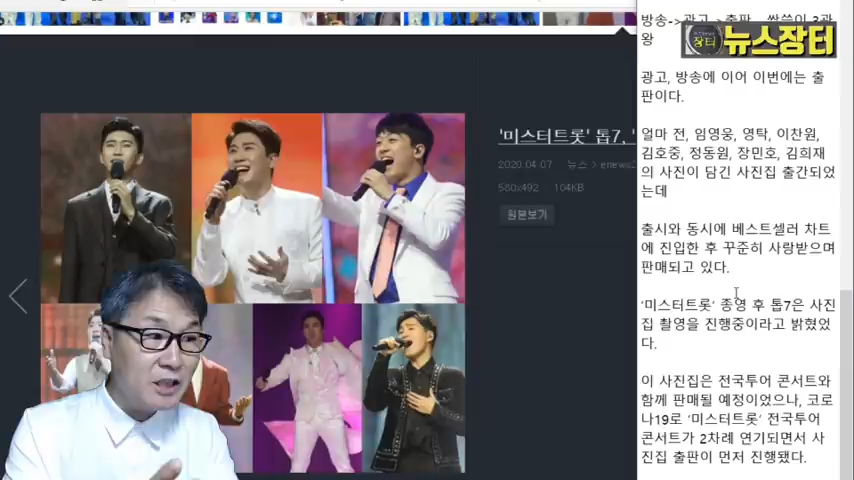 방송->광고->출판... 싹쓸이 3관
왕
장터 뉴스장터
광고, 방송에 이어 이번에는 출
판이다.
얼마 전, 임영웅, 영탁, 이찬원,
김호중, 정동원, 장민호, 김희재
의 사진이 담긴 사진집 출간되었
는데
출시와 동시에 베스트셀러 차트
에 진입한 후 꾸준히 사랑받으며
판매되고 있다.
'미스터트롯' 종영 후 톱7은 사진
집 촬영을 진행중이라고 밝혔었
다.
이 사진집은 전국투어 콘서트와
함께 판매될 예정이었으나, 코로
나19로 '미스터트롯' 전국투어
콘서트가 2차례 연기되면서 사
진집 출판이 먼저 진행됐다.
'미스터트롯' 톱7, '
2020.04.07 뉴스 > enews2
580x492 104KB
원본보기